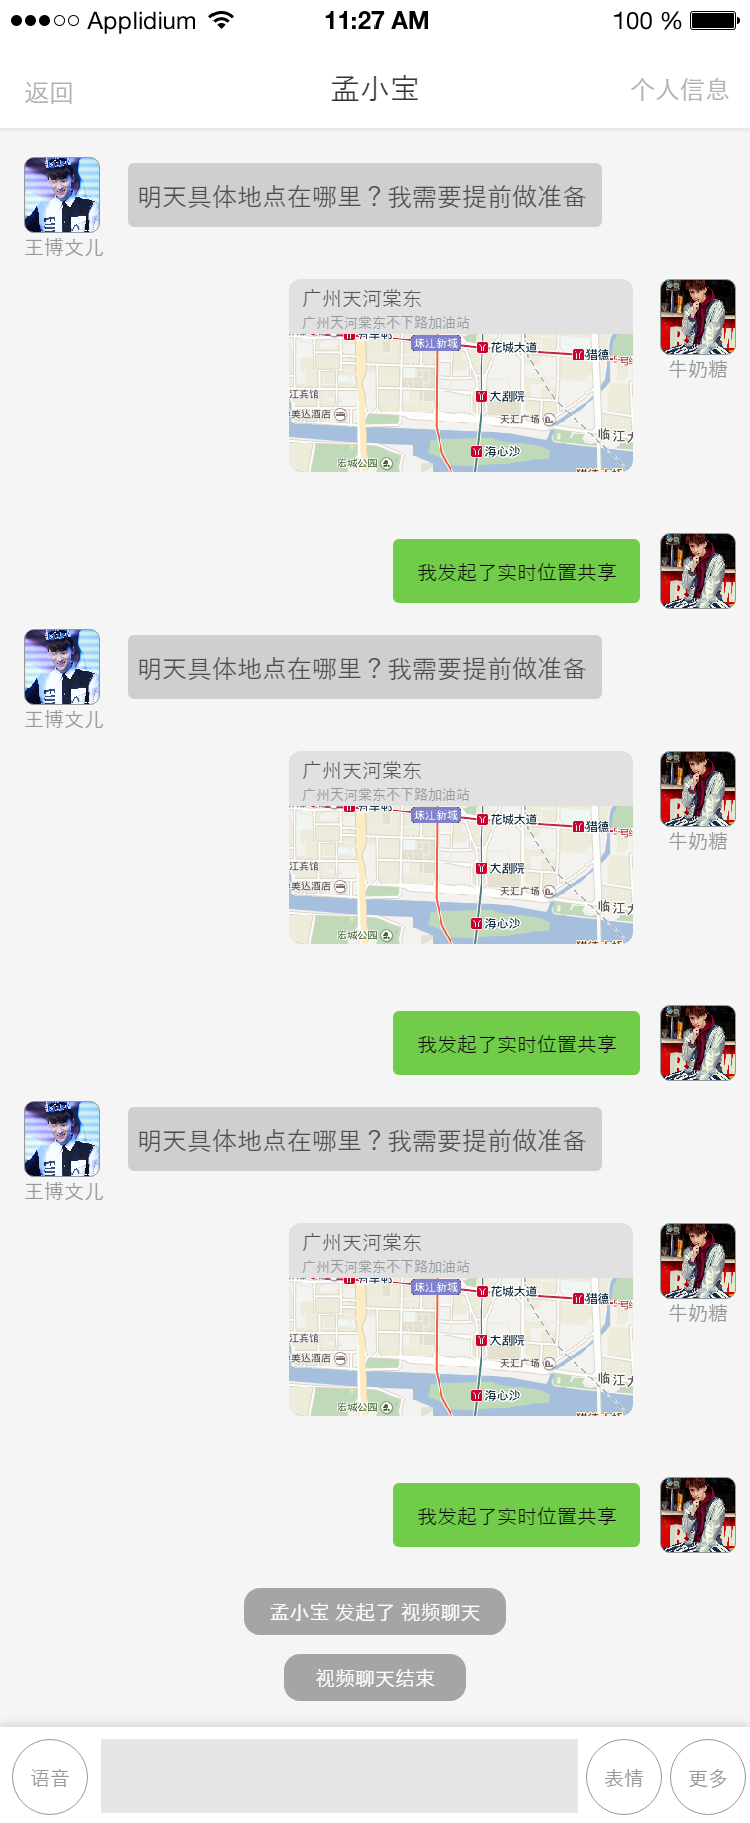 Applidium 11:27 AM 100 %
返回 孟小宝 个人信息
明天具体地点在哪里？我需要提前做准备
王博文儿
广州天河棠东
广州天河棠东不下路加油站
珠江新城
花城大道
猎德
江宾馆
大剧院
美达酒店
天汇广场
临江大
海心沙
宏城公园
牛奶糖
我发起了实时位置共享
明天具体地点在哪里？我需要提前做准备
王博文儿
广州天河棠东
广州天河棠东不下路加油站
珠江新城
花城大道
猎德
江宾馆
大剧院
美达酒店
天汇广场
临江大
海心沙
宏城公园
牛奶糖
我发起了实时位置共享
明天具体地点在哪里？我需要提前做准备
王博文儿
广州天河棠东
广州天河棠东不下路加油站
珠江新城
花城大道
猎德
江宾馆
大剧院
美达酒店
天汇广场
临江大
海心沙
宏城公园
牛奶糖
我发起了实时位置共享
孟小宝 发起了 视频聊天
视频聊天结束
语音 表情 更多